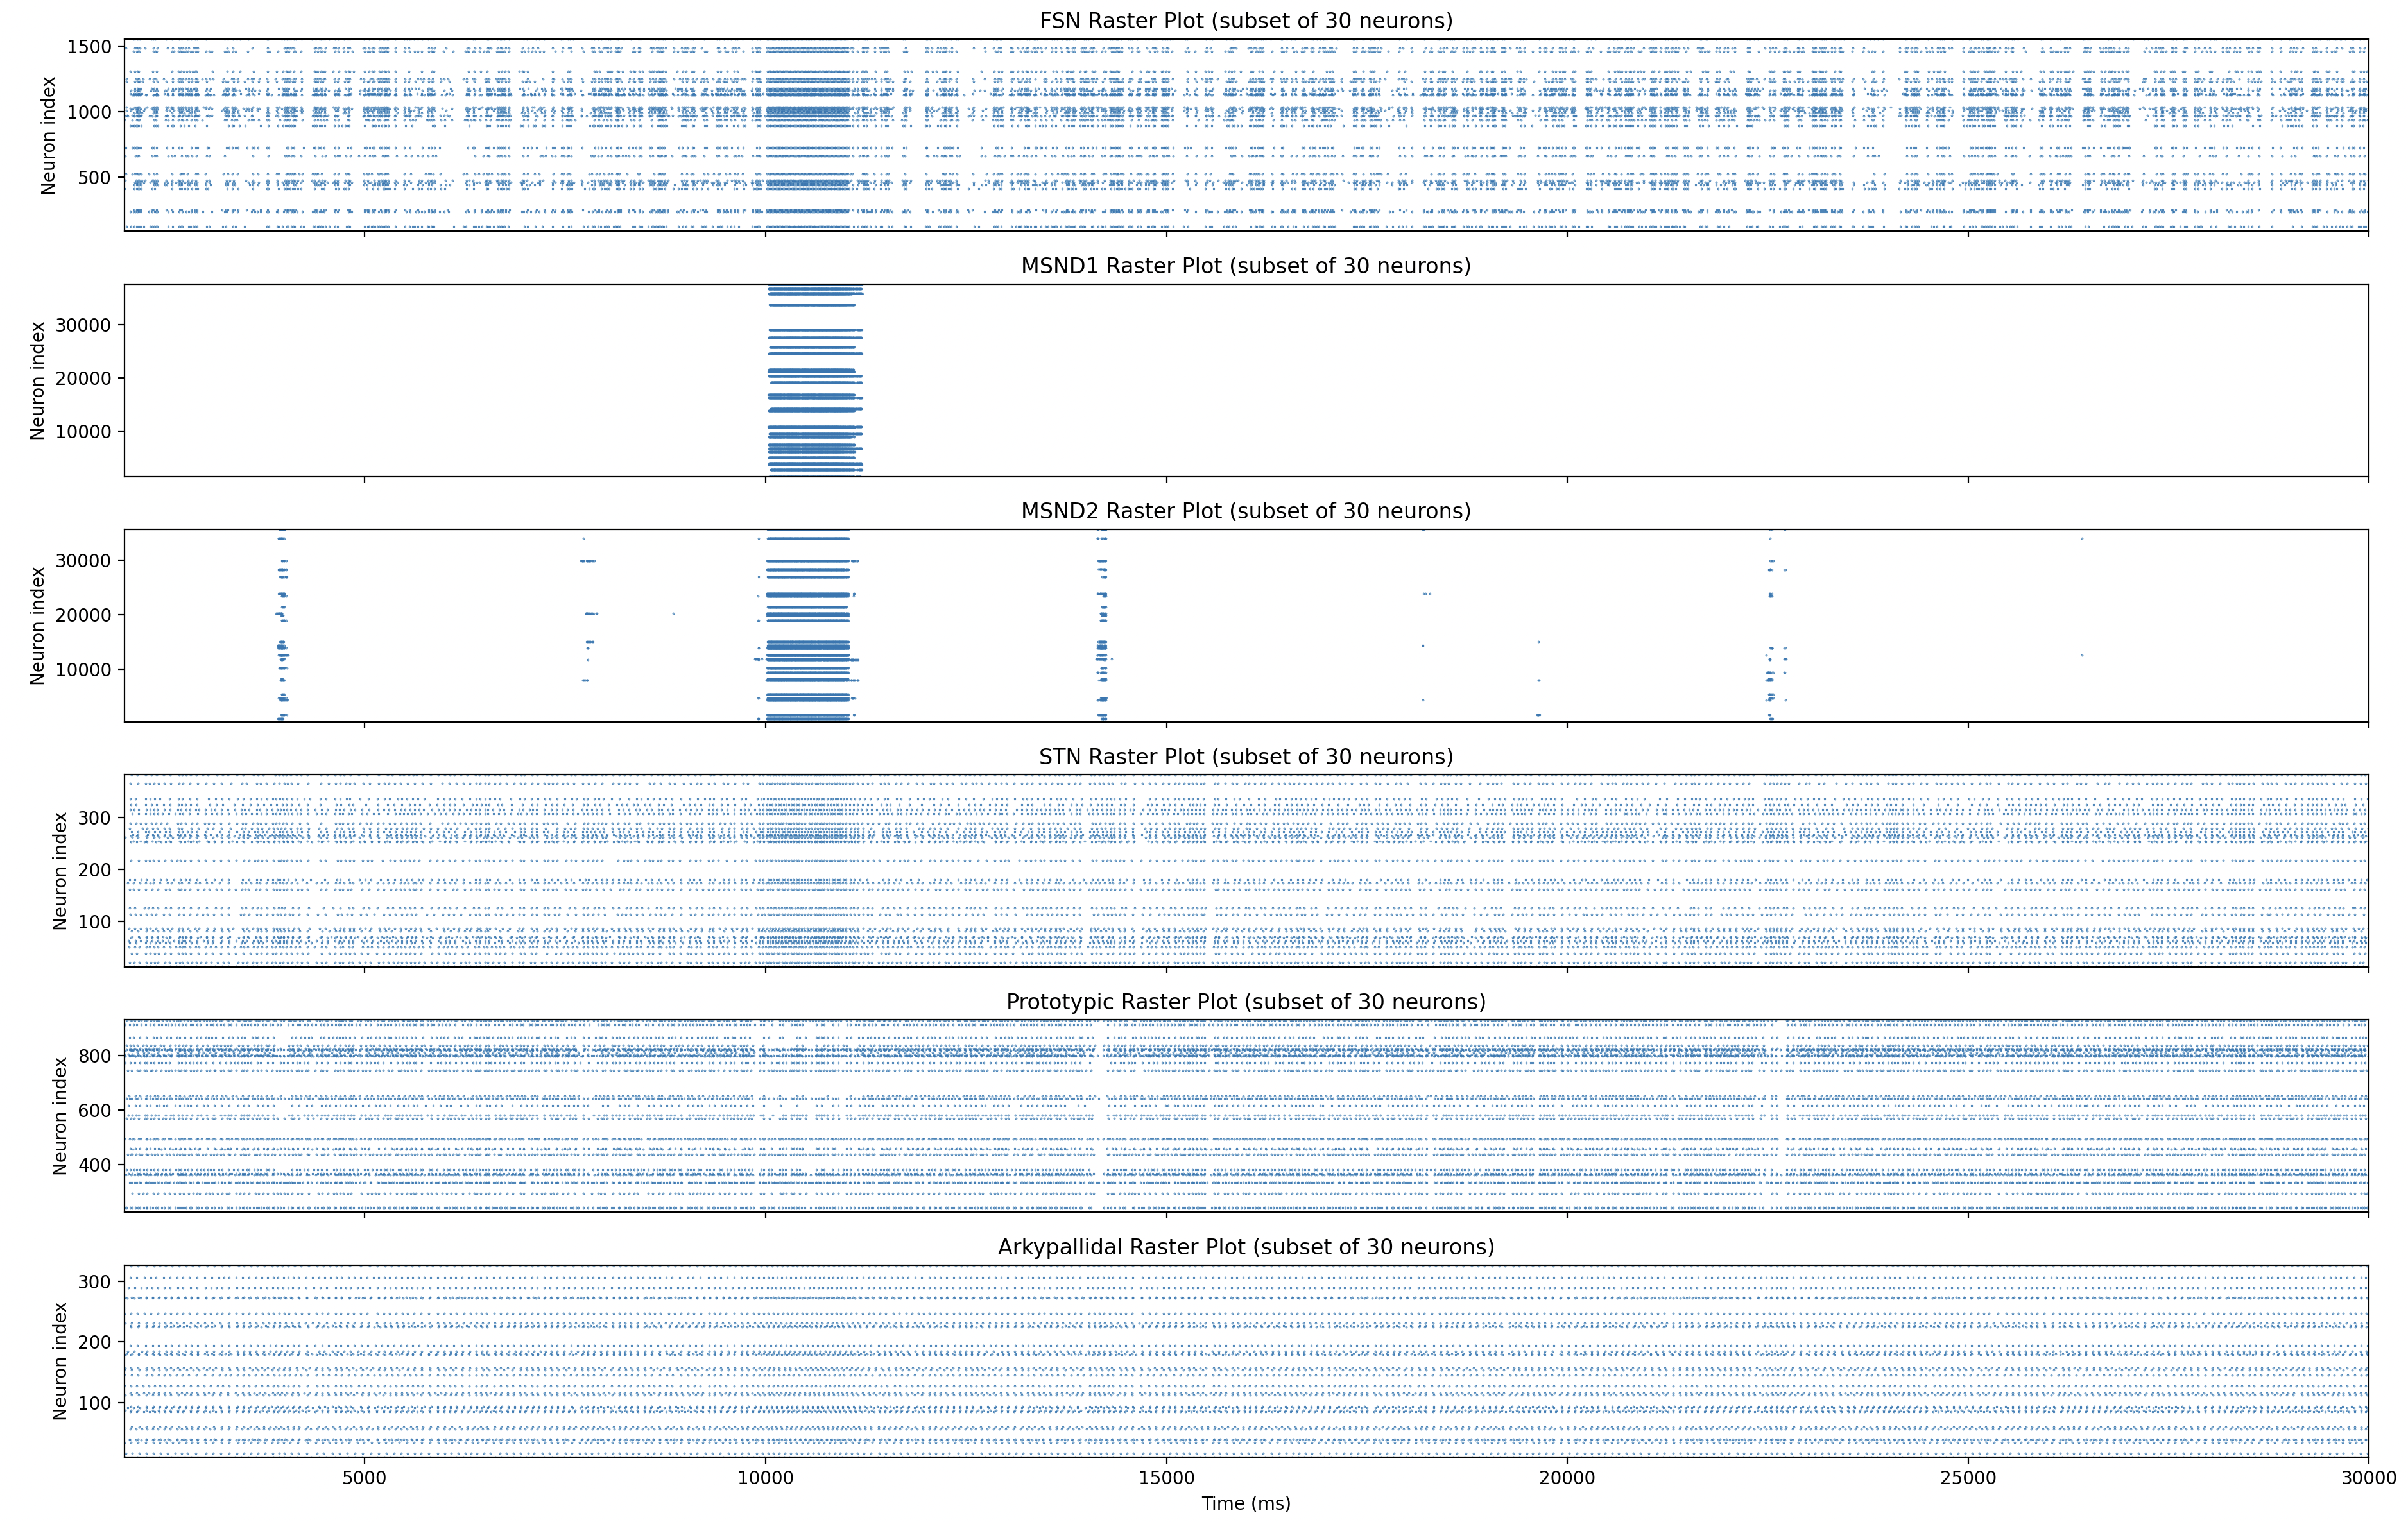 FSN Raster Plot (subset of 30 neurons)
1500
1000
500
Neuron index
MSND1 Raster Plot (subset of 30 neurons)
30000
20000
10000
Neuron index
MSND2 Raster Plot (subset of 30 neurons)
30000
20000
10000
Neuron index
STN Raster Plot (subset of 30 neurons)
300
200
100
Neuron index
Prototypic Raster Plot (subset of 30 neurons)
800
600
400
Neuron index
Arkypallidal Raster Plot (subset of 30 neurons)
300
200
100
Neuron index
5000 10000 15000 20000 25000 30000
Time (ms)